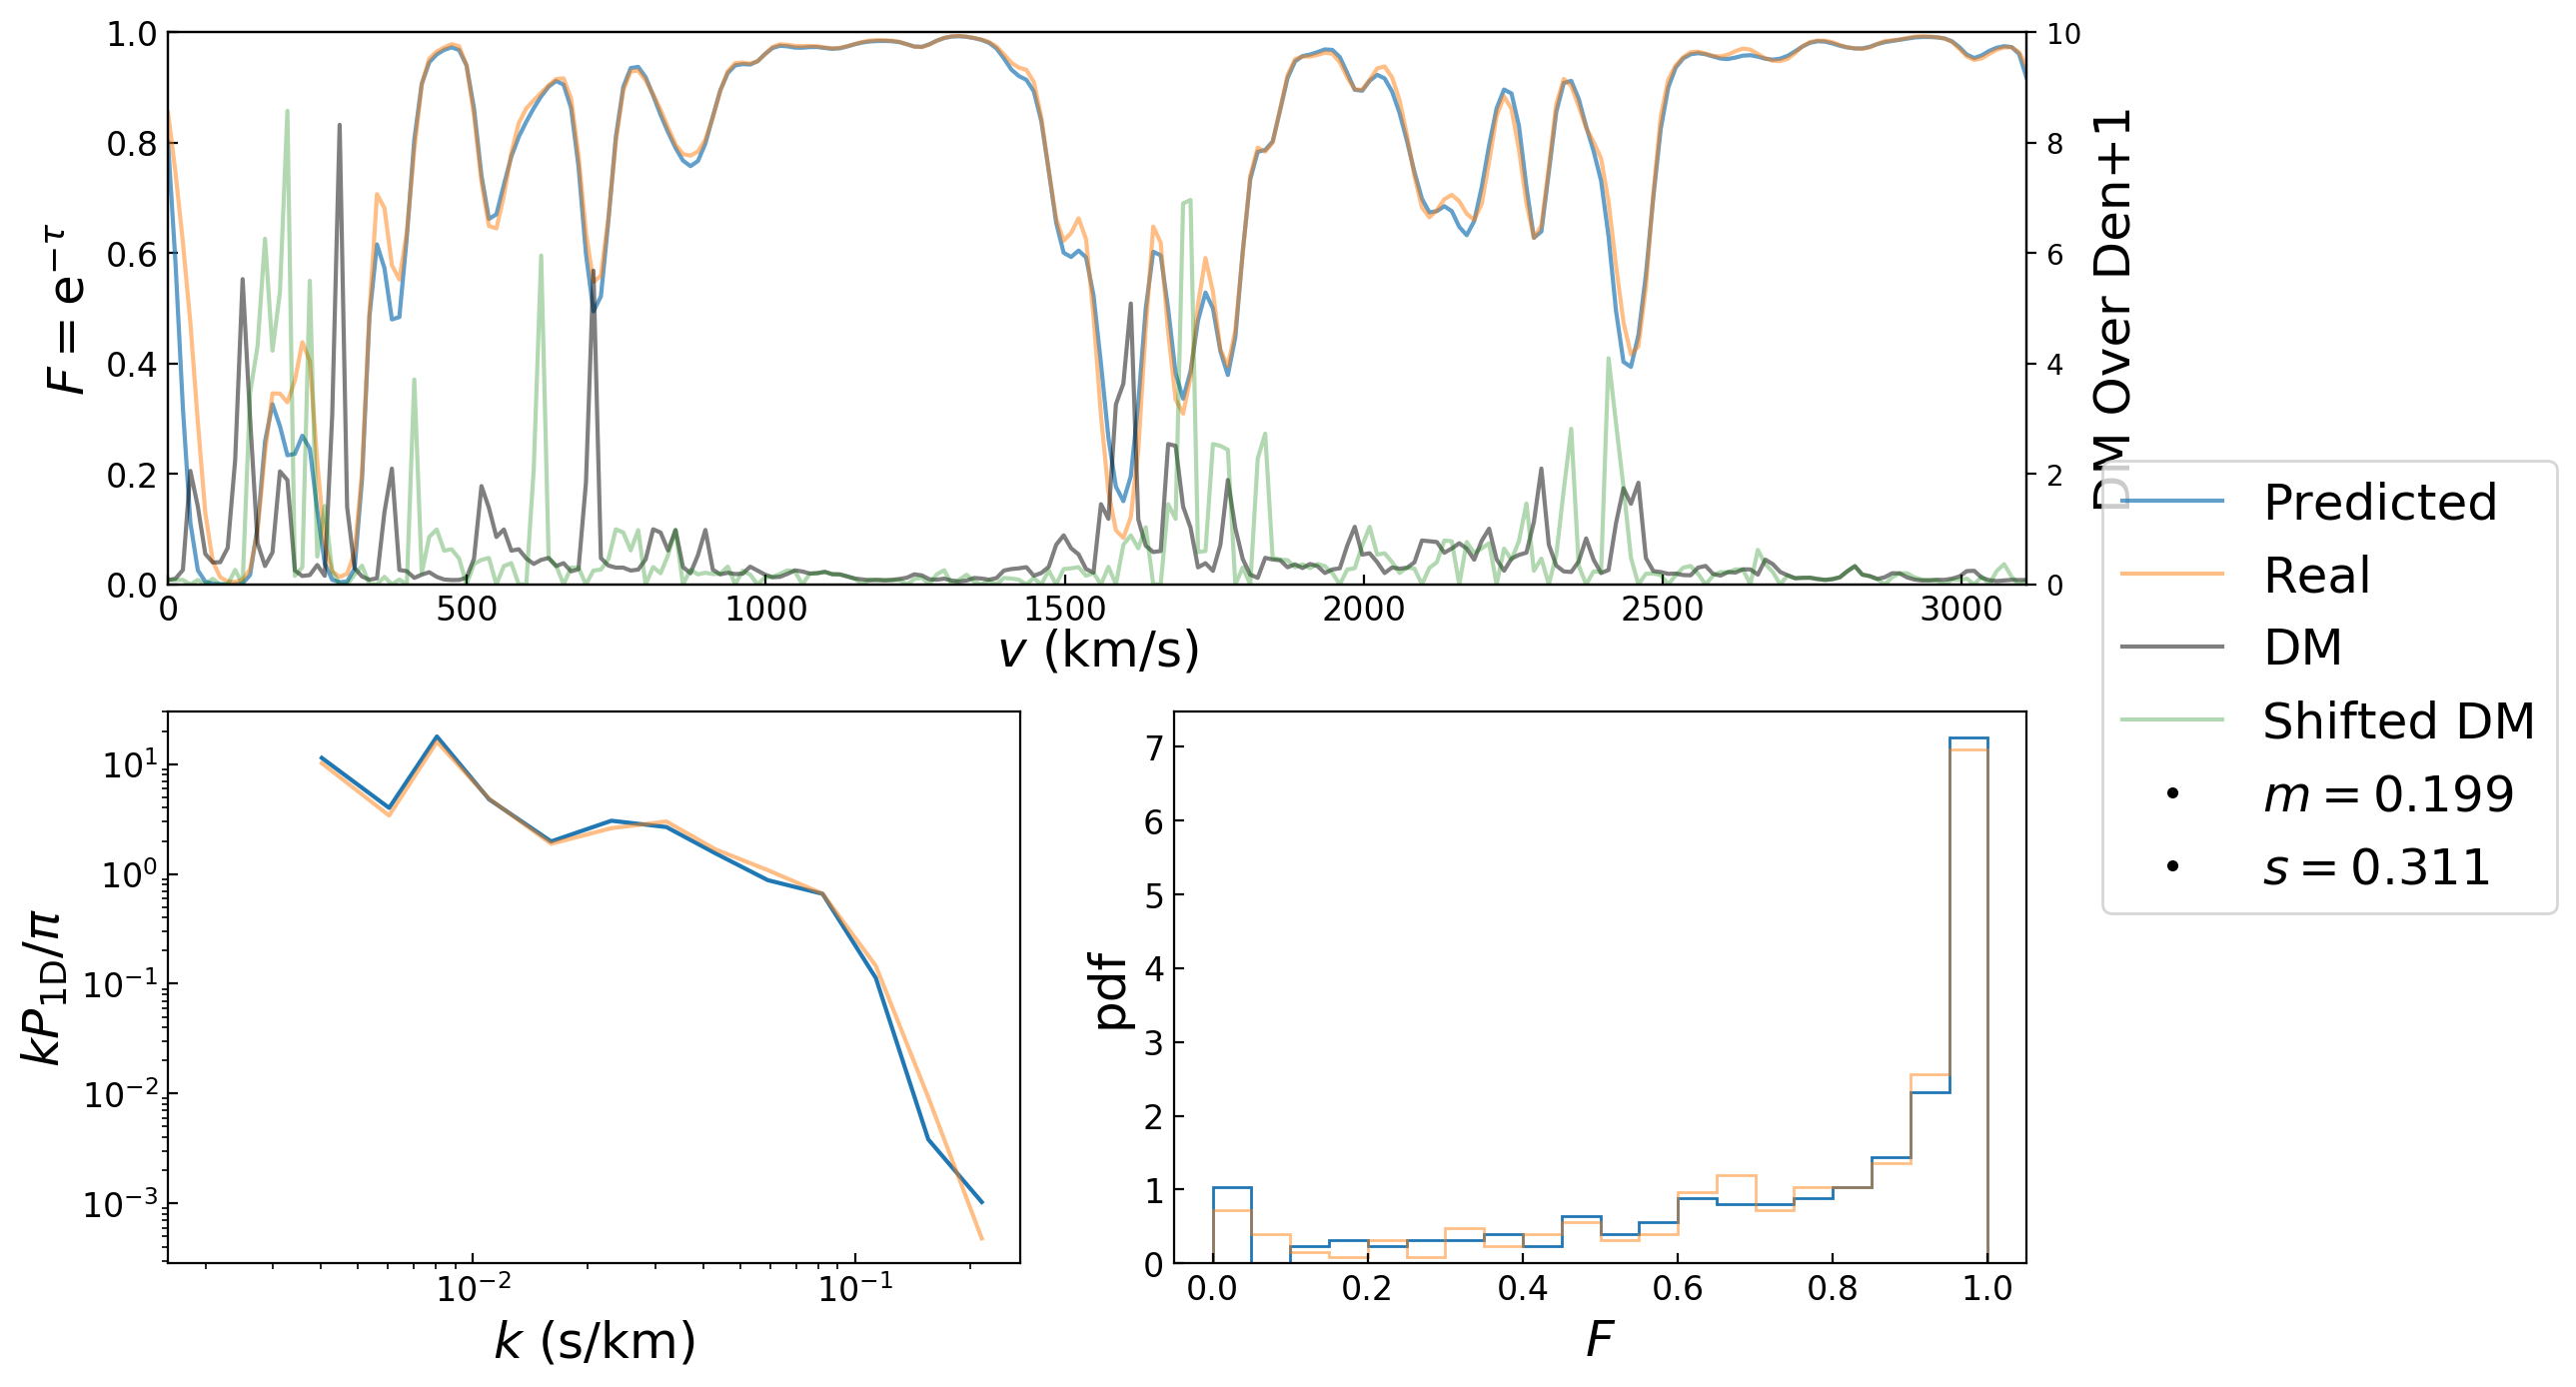 1.0
0.8
0.6
0.4
0.2
0.0
F = e^{−τ}
10
8
6
4
2
0
DM Over Den+1
0 500 1000 1500 2000 2500 3000
v (km/s)
Predicted
Real
DM
Shifted DM
m = 0.199
s = 0.311
10^1
10^0
10^{−1}
10^{−2}
10^{−3}
kP_{1D}/π
10^{−2} 10^{−1}
k (s/km)
7
6
5
4
3
2
1
0
pdf
0.0 0.2 0.4 0.6 0.8 1.0
F